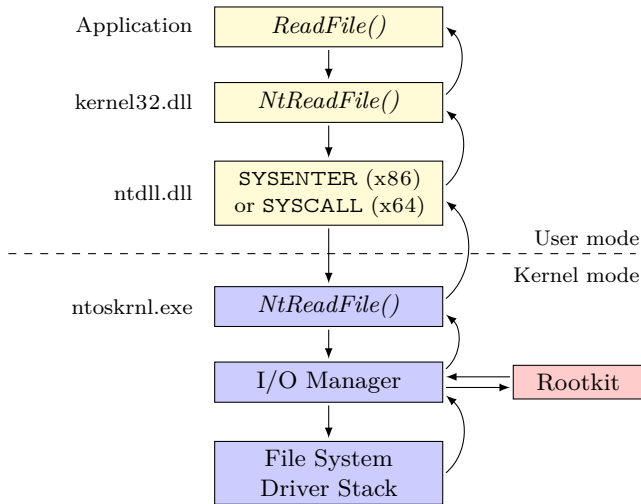 Application
ReadFile()
kernel32.dll
NtReadFile()
ntdll.dll
SYSENTER (x86)
or SYSCALL (x64)
User mode
Kernel mode
ntoskrnl.exe
NtReadFile()
I/O Manager
Rootkit
File System
Driver Stack